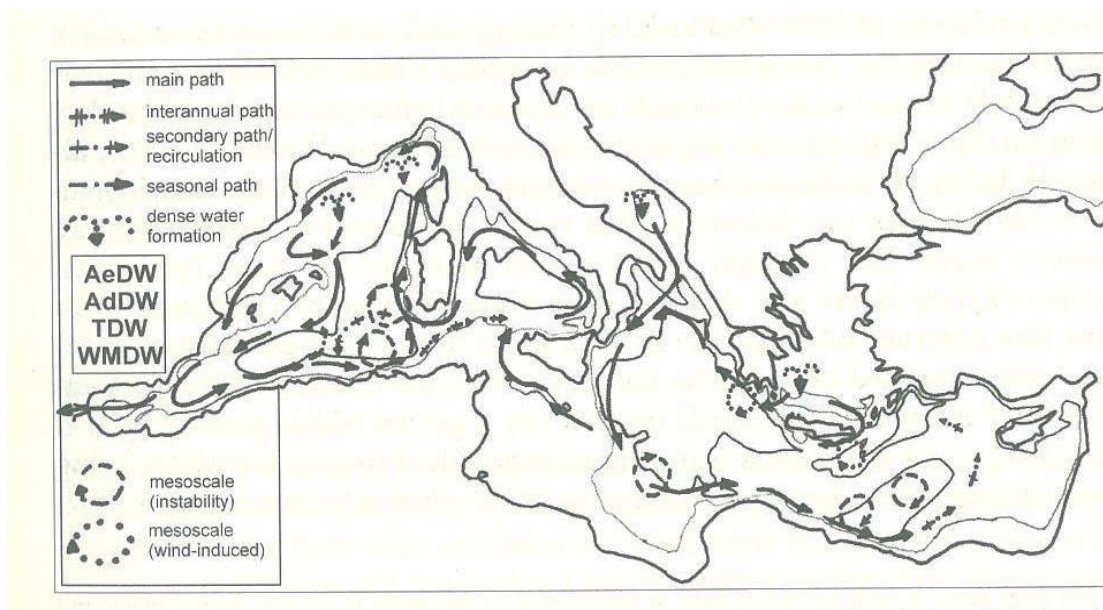 main path
interannual path
secondary path/
recirculation
seasonal path
dense water
formation
AeDW
AdDW
TDW
WMDW
mesoscale
(instability)
mesoscale
(wind-induced)